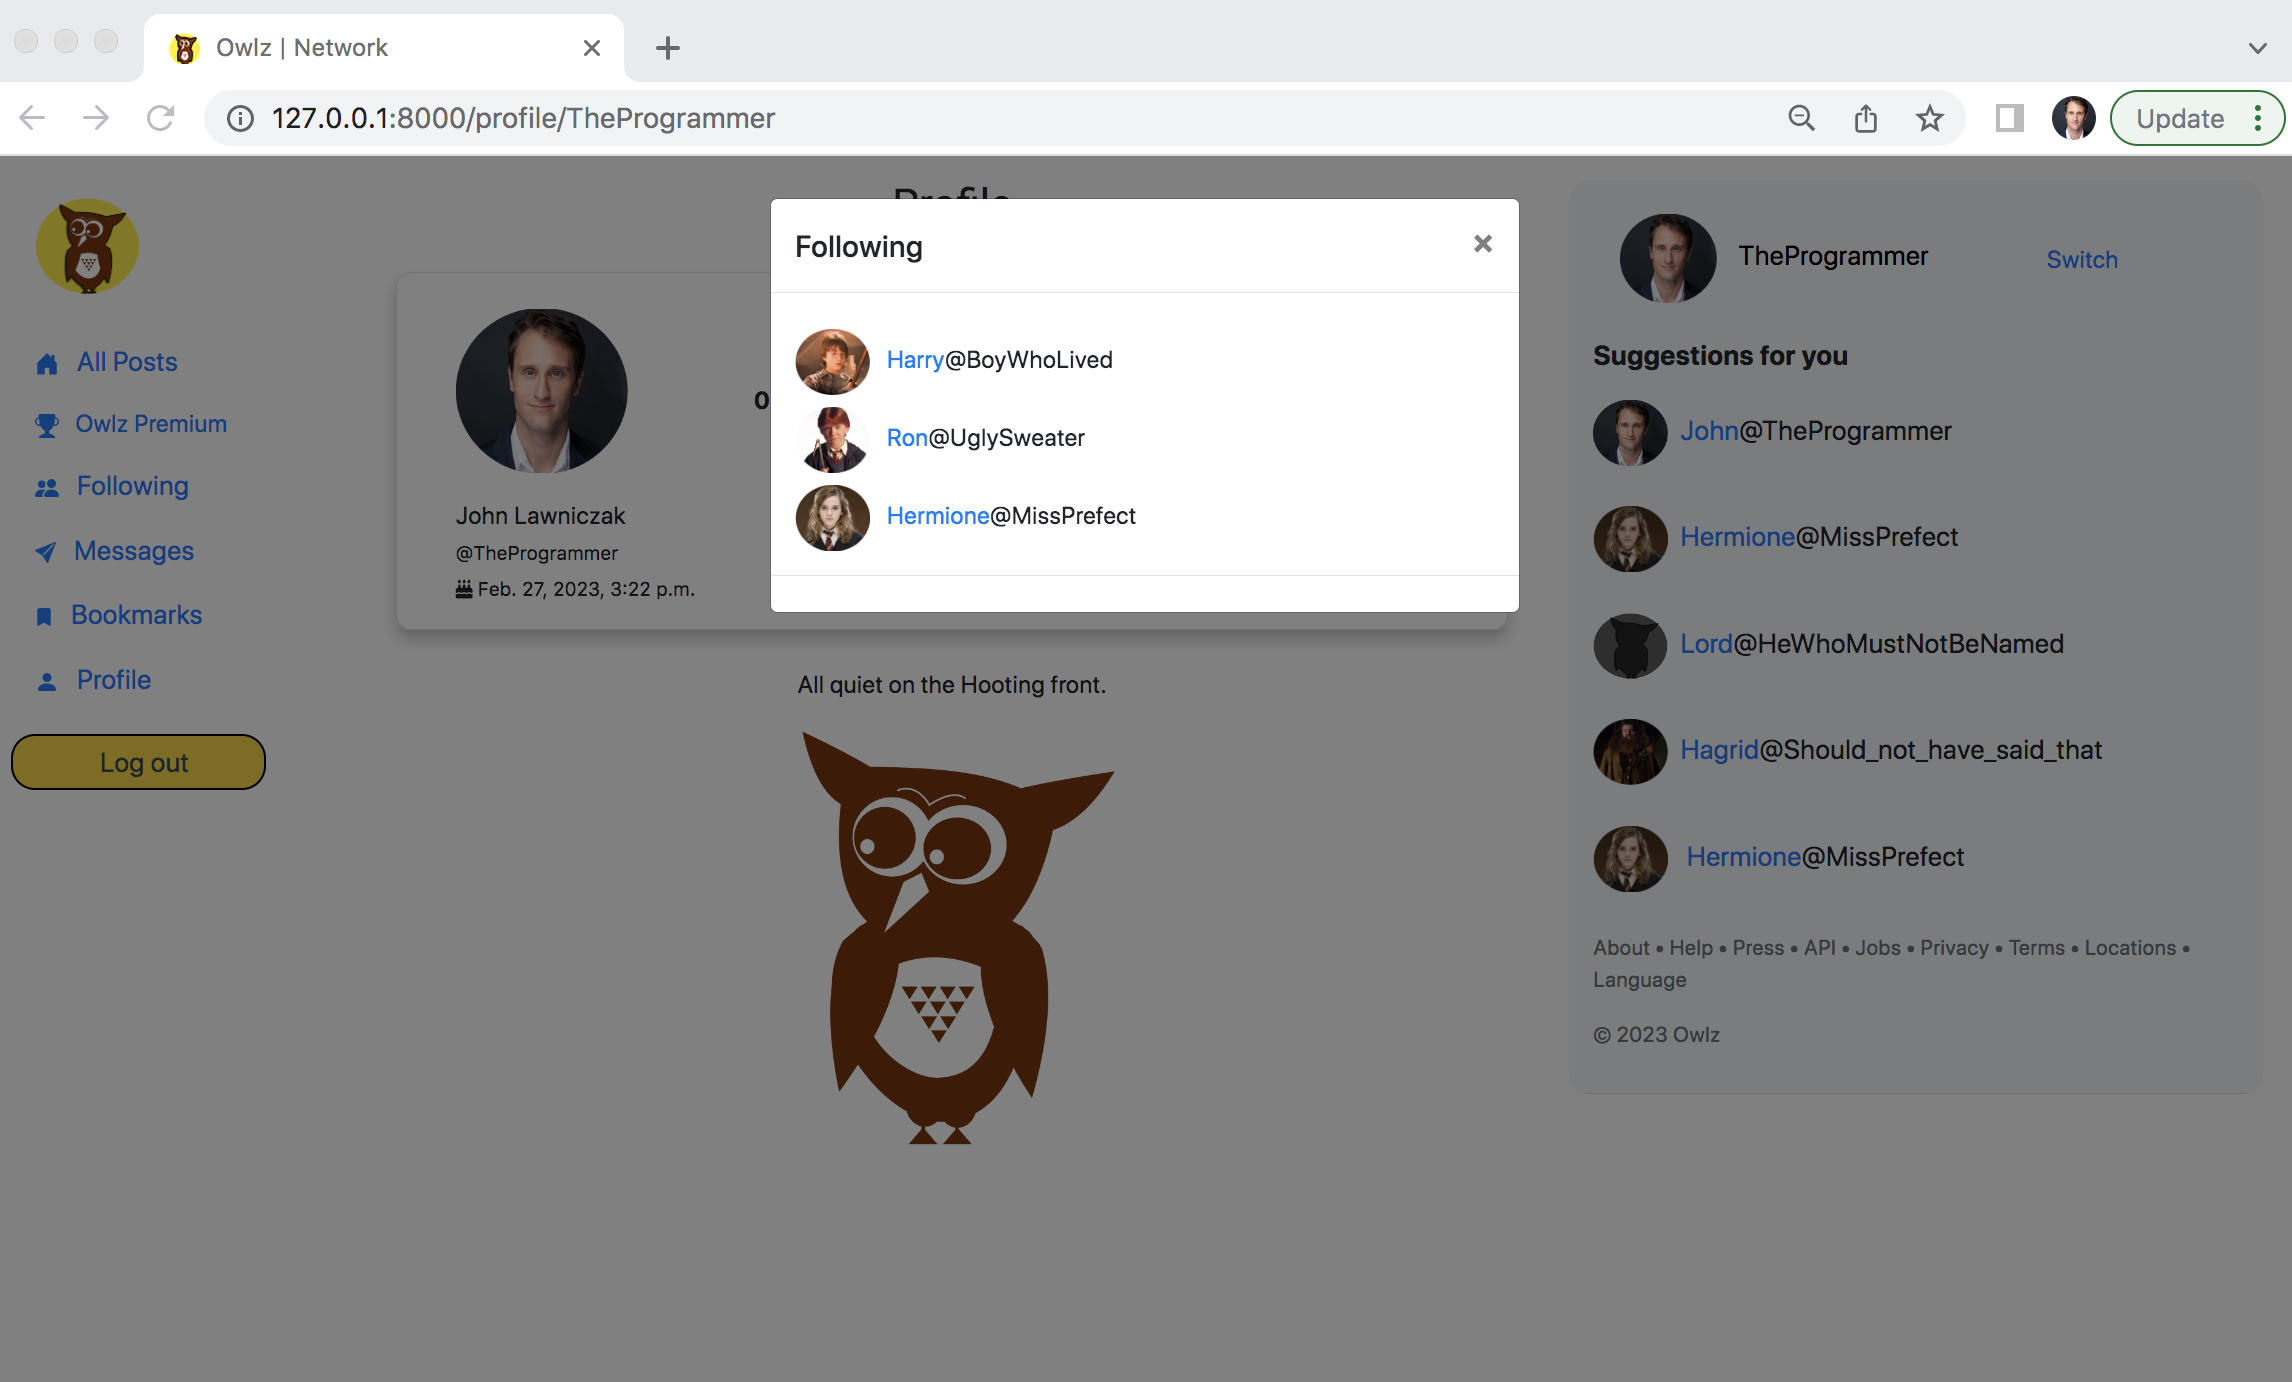 Owlz | Network
127.0.0.1:8000/profile/TheProgrammer
Update
All Posts
Owlz Premium
Following
Messages
Bookmarks
Profile
Log out
Profile
John Lawniczak
@TheProgrammer
Feb. 27, 2023, 3:22 p.m.
0
Following
×
Harry@BoyWhoLived
Ron@UglySweater
Hermione@MissPrefect
All quiet on the Hooting front.
TheProgrammer
Switch
Suggestions for you
John@TheProgrammer
Hermione@MissPrefect
Lord@HeWhoMustNotBeNamed
Hagrid@Should_not_have_said_that
Hermione@MissPrefect
About • Help • Press • API • Jobs • Privacy • Terms • Locations •
Language
© 2023 Owlz